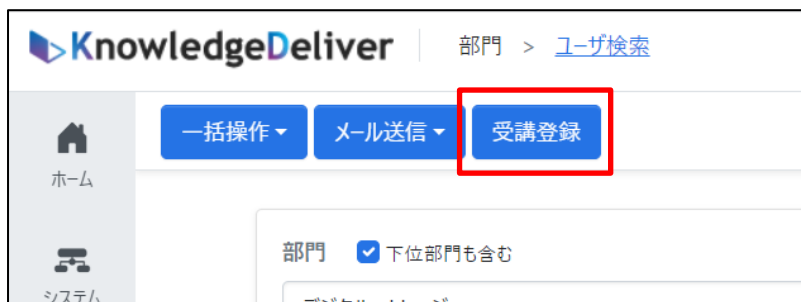 KnowledgeDeliver 部門 > ユーザ検索
一括操作 メール送信 受講登録
ホーム
部門 下位部門も含む
システム